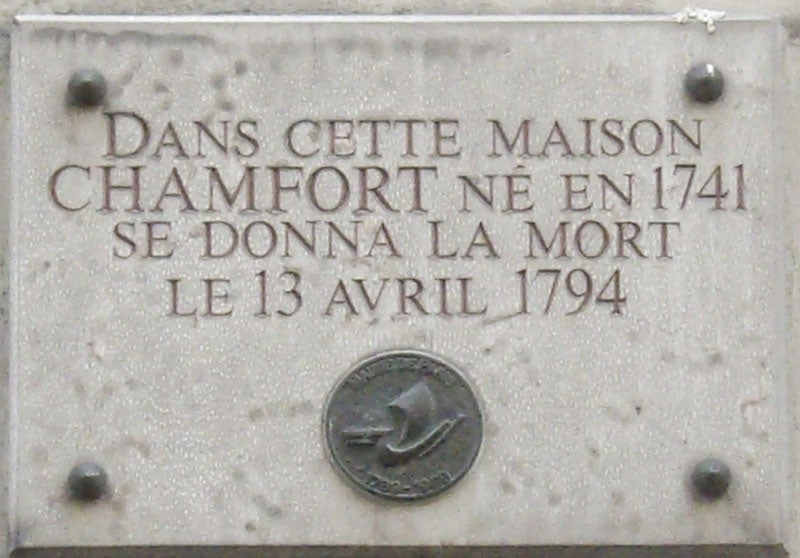 DANS CETTE MAISON
CHAMFORT NÉ EN 1741
SE DONNA LA MORT
LE 13 AVRIL 1794